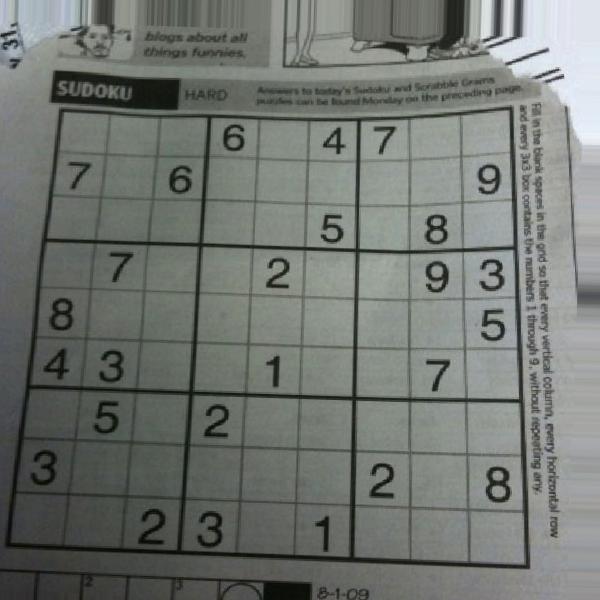 31.
blogs about all
things funnies.
SUDOKU HARD
Answers to today's Sudoku and Scrabble Grams
puzzles can be found Monday on the preceding page.
6 4 7
7 6 9
5 8
7 2 9 3
8 5
4 3 1 7
5 2
3 2 8
2 3 1
Fill in the blank spaces in the grid so that every vertical column, every horizontal row
and every 3x3 box contains the numbers 1 through 9, without repeating any.
2 3
8-1-09